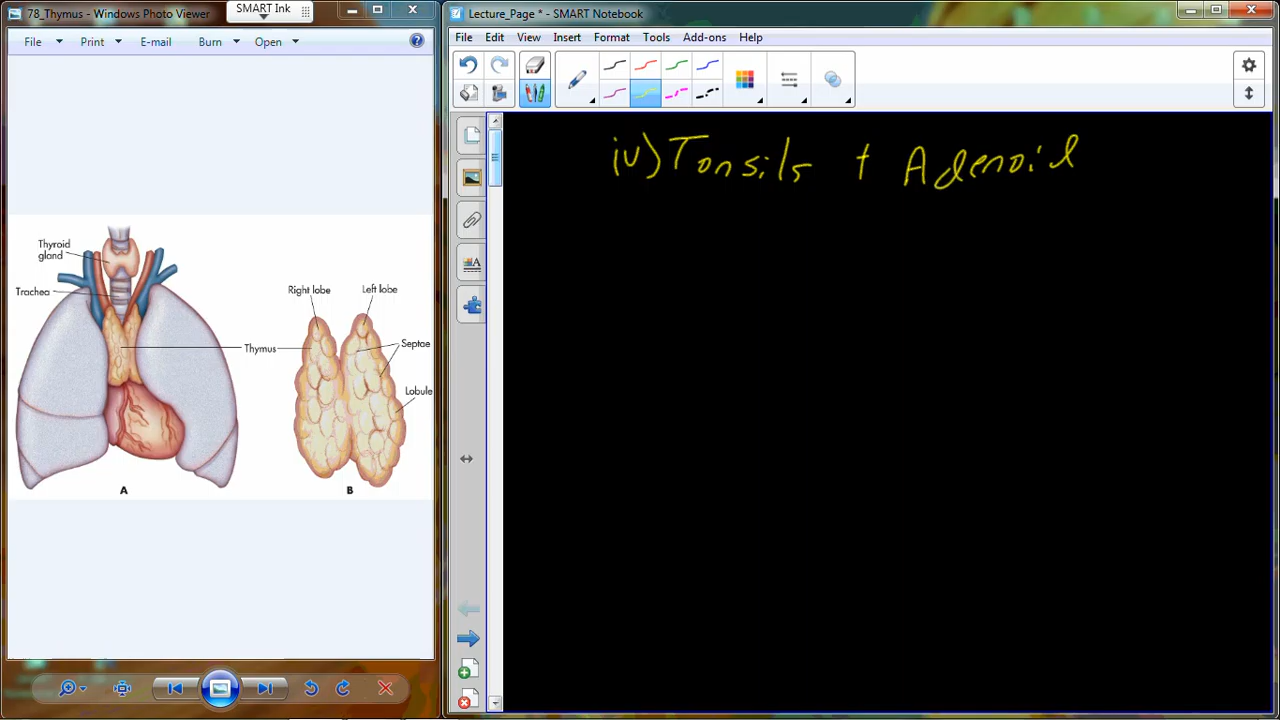 78_Thymus - Windows Photo Viewer
SMART Ink
File Print E-mail Burn Open
Thyroid
gland
Trachea
Right lobe
Left lobe
Thymus
Septae
Lobule
A
B
Lecture_Page * - SMART Notebook
File Edit View Insert Format Tools Add-ons Help
iv) Tonsils + Adenoid